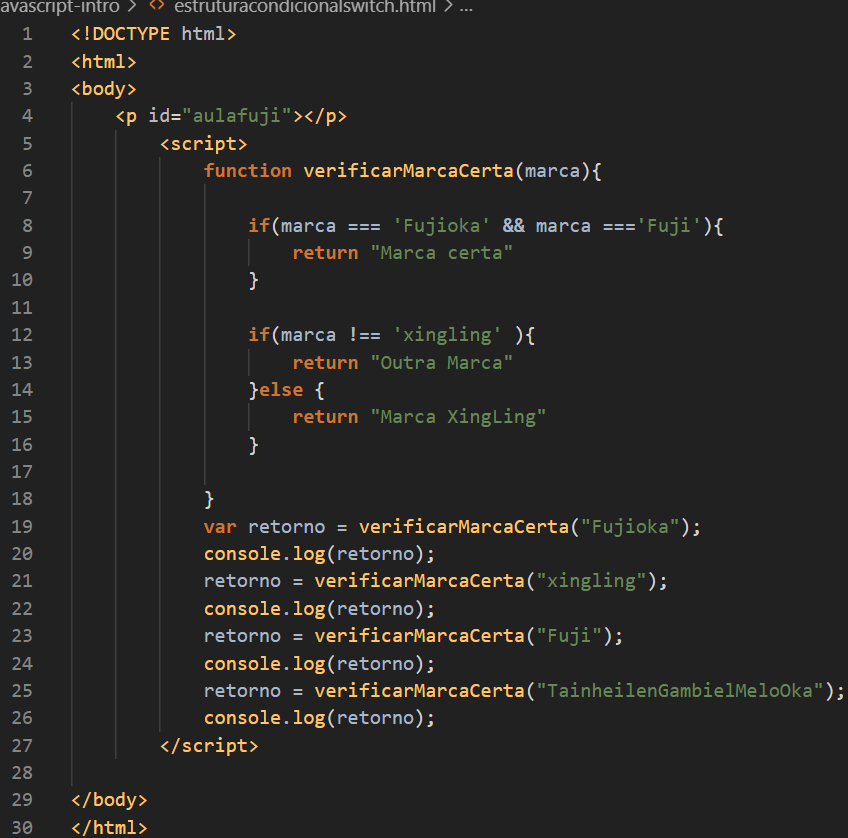 avascript-intro > <> estruturacondicionalswitch.html > ...
1 <!DOCTYPE html>
2 <html>
3 <body>
4 <p id="aulafuji"></p>
5 <script>
6 function verificarMarcaCerta(marca){
7
8 if(marca === 'Fujioka' && marca ==='Fuji'){
9 return "Marca certa"
10 }
11
12 if(marca !== 'xingling' ){
13 return "Outra Marca"
14 }else {
15 return "Marca XingLing"
16 }
17
18 }
19 var retorno = verificarMarcaCerta("Fujioka");
20 console.log(retorno);
21 retorno = verificarMarcaCerta("xingling");
22 console.log(retorno);
23 retorno = verificarMarcaCerta("Fuji");
24 console.log(retorno);
25 retorno = verificarMarcaCerta("TainheilenGambielMeloOka");
26 console.log(retorno);
27 </script>
28
29 </body>
30 </html>